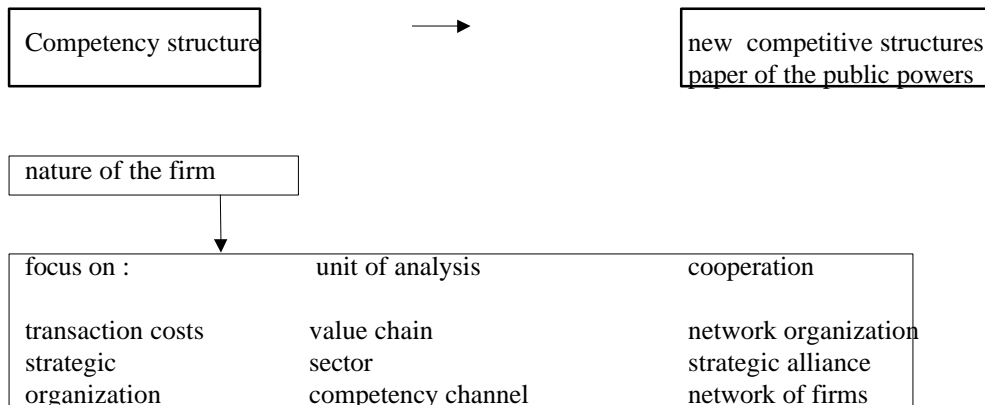 Competency structure
new competitive structures
paper of the public powers
nature of the firm
focus on : unit of analysis cooperation
transaction costs value chain network organization
strategic sector strategic alliance
organization competency channel network of firms